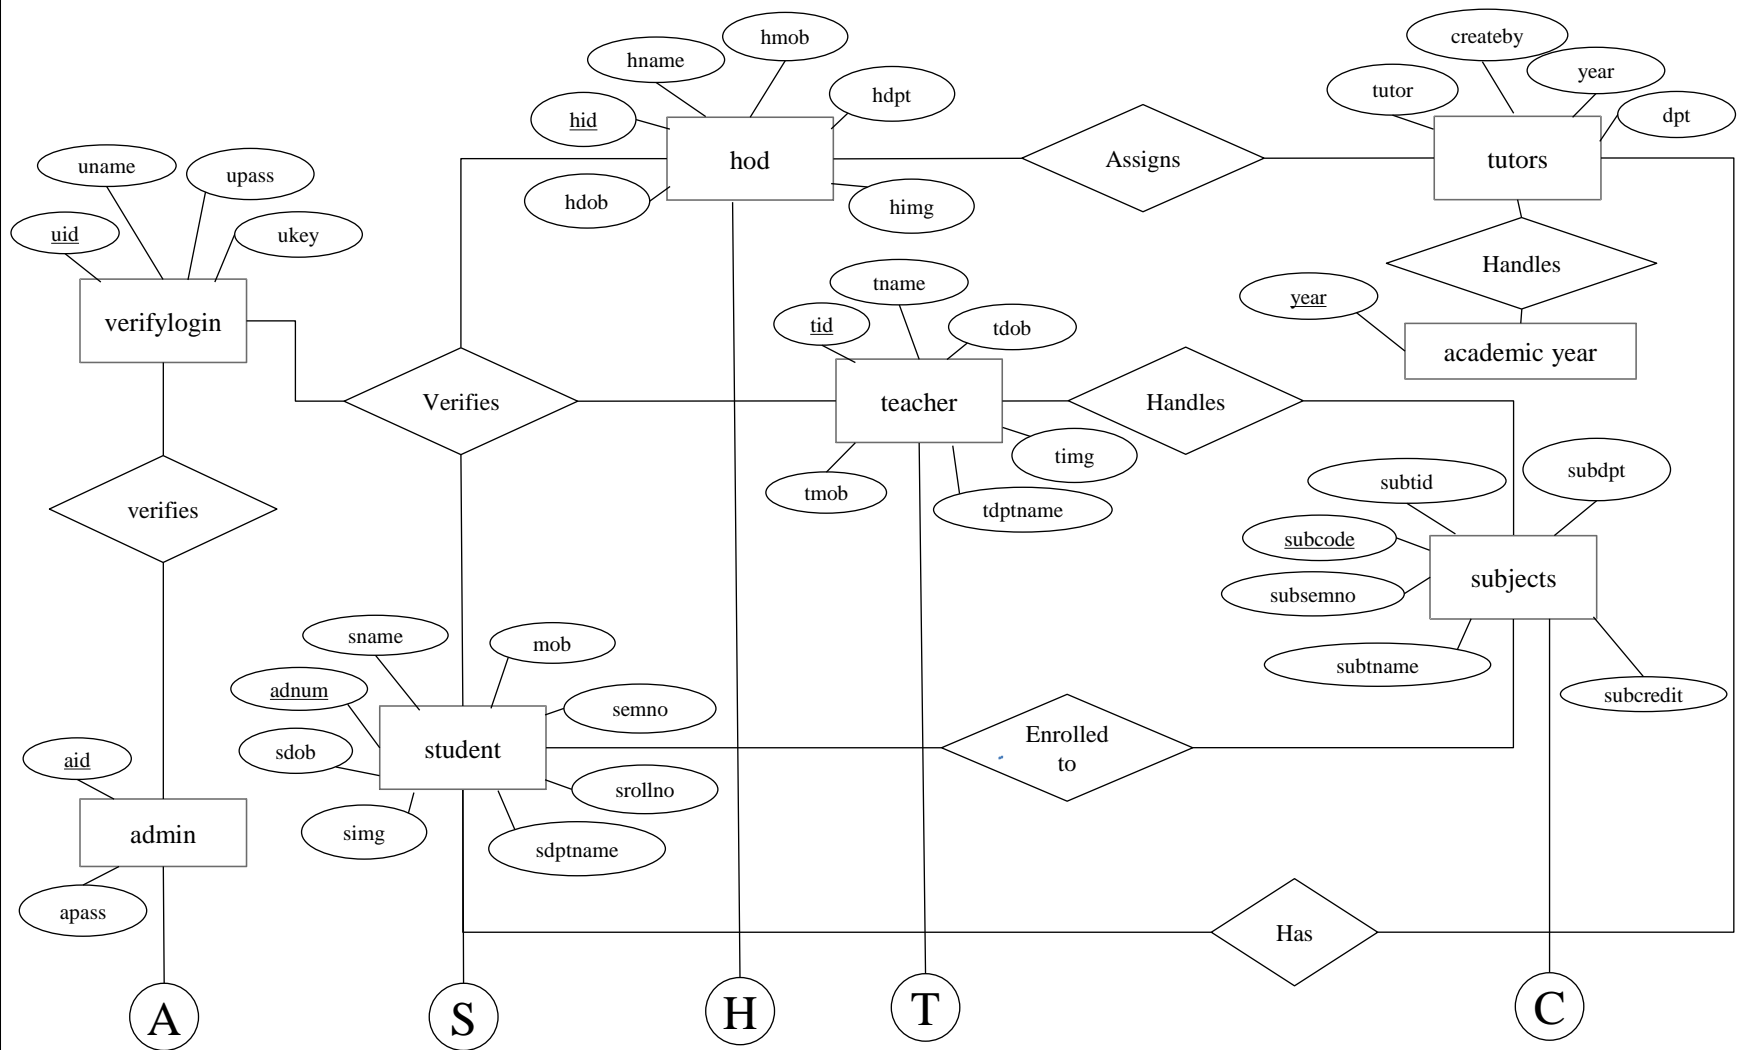 createby
hmob
hname
year
hdpt
tutor
dpt
hid
hod
Assigns
tutors
uname
upass
hdob
himg
uid
ukey
Handles
tname
year
verifylogin
tid
tdob
academic year
Verifies
teacher
Handles
timg
subdpt
subtid
tmob
tdptname
verifies
subcode
subjects
subsemno
sname
mob
subtname
adnum
subcredit
semno
Enrolled
to
student
sdob
aid
srollno
simg
admin
sdptname
apass
Has
A
S
H
T
C